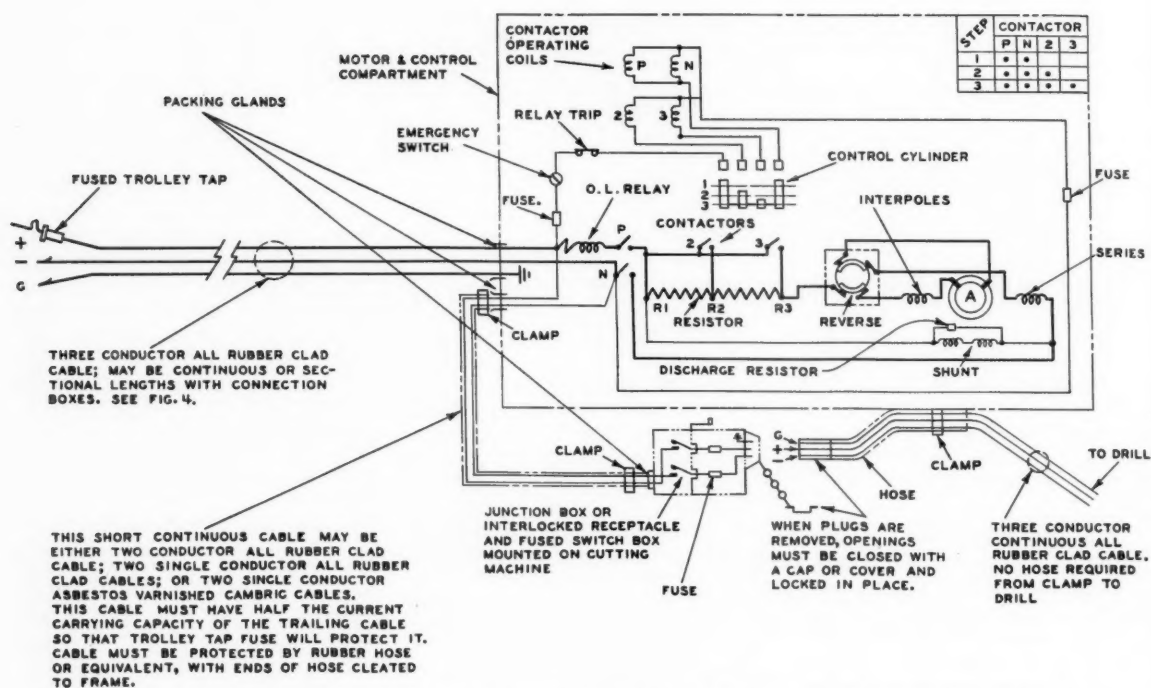 CONTACTOR
OPERATING
COILS
P
N
2
3
STEP
CONTACTOR
P N 2 3
1 • •
2 • • •
3 • • • •
MOTOR & CONTROL
COMPARTMENT
PACKING GLANDS
EMERGENCY
SWITCH
RELAY TRIP
1
2
3
CONTROL CYLINDER
FUSED TROLLEY TAP
FUSE.
O.L. RELAY
FUSE
INTERPOLES
CONTACTORS
P
2
3
SERIES
+
−
G
N
R1
R2
R3
RESISTOR
REVERSE
A
CLAMP
DISCHARGE RESISTOR
SHUNT
THREE CONDUCTOR ALL RUBBER CLAD
CABLE; MAY BE CONTINUOUS OR SEC-
TIONAL LENGTHS WITH CONNECTION
BOXES. SEE FIG. 4.
CLAMP
G
+
−
CLAMP
TO DRILL
HOSE
JUNCTION BOX OR
INTERLOCKED RECEPTACLE
AND FUSED SWITCH BOX
MOUNTED ON CUTTING
MACHINE
FUSE
WHEN PLUGS ARE
REMOVED, OPENINGS
MUST BE CLOSED WITH
A CAP OR COVER AND
LOCKED IN PLACE.
THREE CONDUCTOR
CONTINUOUS ALL
RUBBER CLAD CABLE.
NO HOSE REQUIRED
FROM CLAMP TO
DRILL
THIS SHORT CONTINUOUS CABLE MAY BE
EITHER TWO CONDUCTOR ALL RUBBER CLAD
CABLE; TWO SINGLE CONDUCTOR ALL RUBBER
CLAD CABLES; OR TWO SINGLE CONDUCTOR
ASBESTOS VARNISHED CAMBRIC CABLES.
THIS CABLE MUST HAVE HALF THE CURRENT
CARRYING CAPACITY OF THE TRAILING CABLE
SO THAT TROLLEY TAP FUSE WILL PROTECT IT.
CABLE MUST BE PROTECTED BY RUBBER HOSE
OR EQUIVALENT, WITH ENDS OF HOSE CLEATED
TO FRAME.